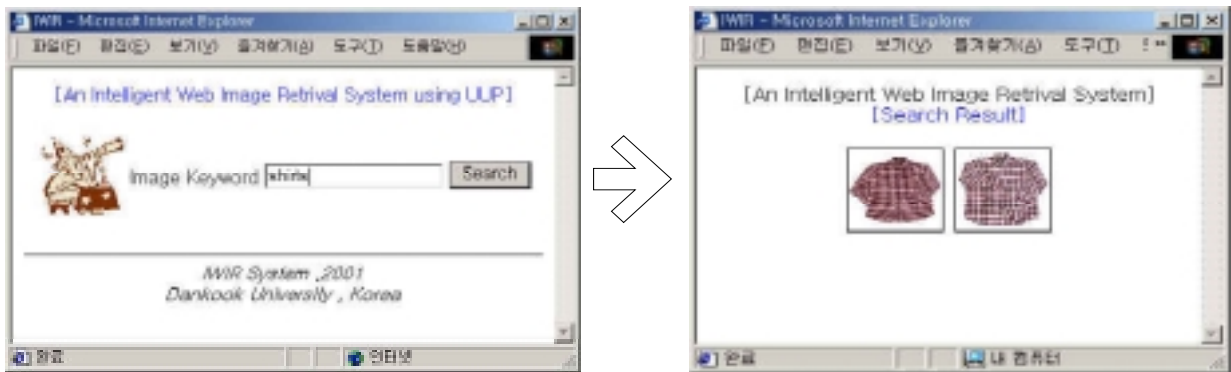 IWIR - Microsoft Internet Explorer
파일(F) 편집(E) 보기(V) 즐겨찾기(A) 도구(T) 도움말(H)
[An Intelligent Web Image Retrival System using UUP]
Image Keyword shirts Search
IWIR System ,2001
Dankook University , Korea
완료 인터넷
IWIR - Microsoft Internet Explorer
파일(F) 편집(E) 보기(V) 즐겨찾기(A) 도구(T)
[An Intelligent Web Image Retrival System]
[Search Result]
완료 내 컴퓨터